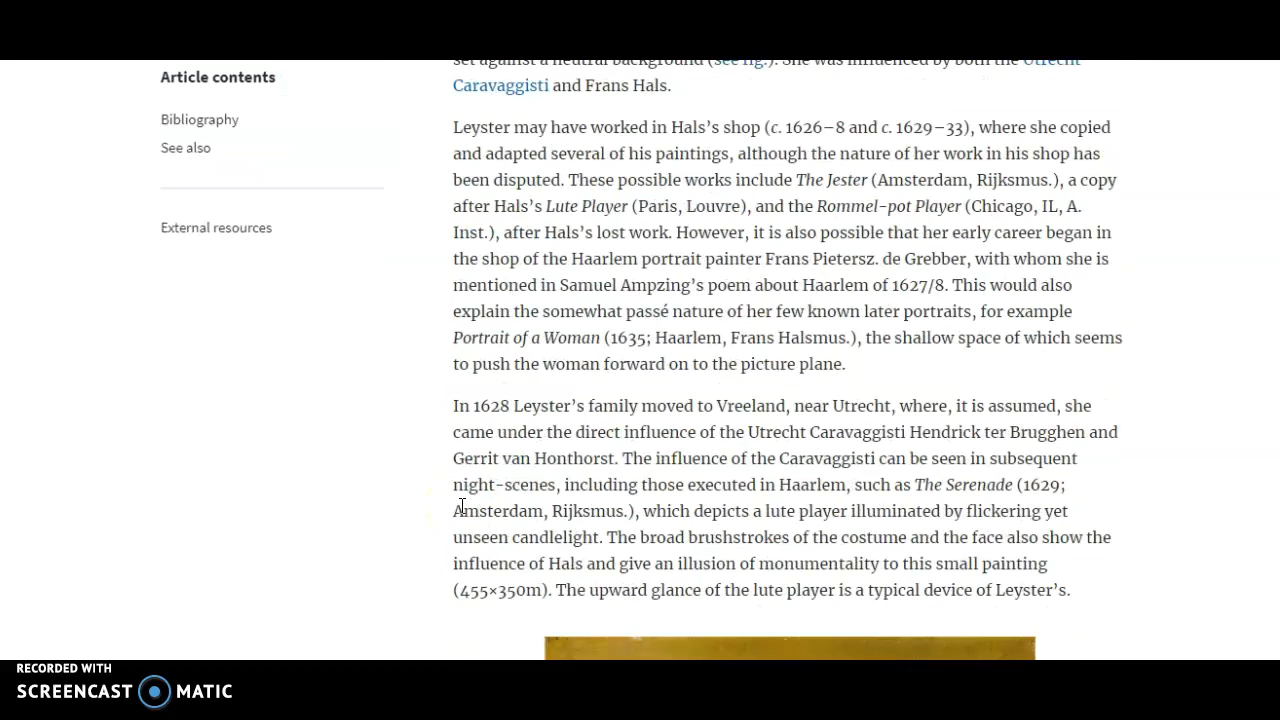 Article contents
Bibliography
See also
External resources
set against a neutral background (see fig.). She was influenced by both the Utrecht
Caravaggisti and Frans Hals.
Leyster may have worked in Hals’s shop (c. 1626–8 and c. 1629–33), where she copied
and adapted several of his paintings, although the nature of her work in his shop has
been disputed. These possible works include The Jester (Amsterdam, Rijksmus.), a copy
after Hals’s Lute Player (Paris, Louvre), and the Rommel-pot Player (Chicago, IL, A.
Inst.), after Hals’s lost work. However, it is also possible that her early career began in
the shop of the Haarlem portrait painter Frans Pietersz. de Grebber, with whom she is
mentioned in Samuel Ampzing’s poem about Haarlem of 1627/8. This would also
explain the somewhat passé nature of her few known later portraits, for example
Portrait of a Woman (1635; Haarlem, Frans Halsmus.), the shallow space of which seems
to push the woman forward on to the picture plane.
In 1628 Leyster’s family moved to Vreeland, near Utrecht, where, it is assumed, she
came under the direct influence of the Utrecht Caravaggisti Hendrick ter Brugghen and
Gerrit van Honthorst. The influence of the Caravaggisti can be seen in subsequent
night-scenes, including those executed in Haarlem, such as The Serenade (1629;
Amsterdam, Rijksmus.), which depicts a lute player illuminated by flickering yet
unseen candlelight. The broad brushstrokes of the costume and the face also show the
influence of Hals and give an illusion of monumentality to this small painting
(455×350m). The upward glance of the lute player is a typical device of Leyster’s.
RECORDED WITH
SCREENCAST MATIC